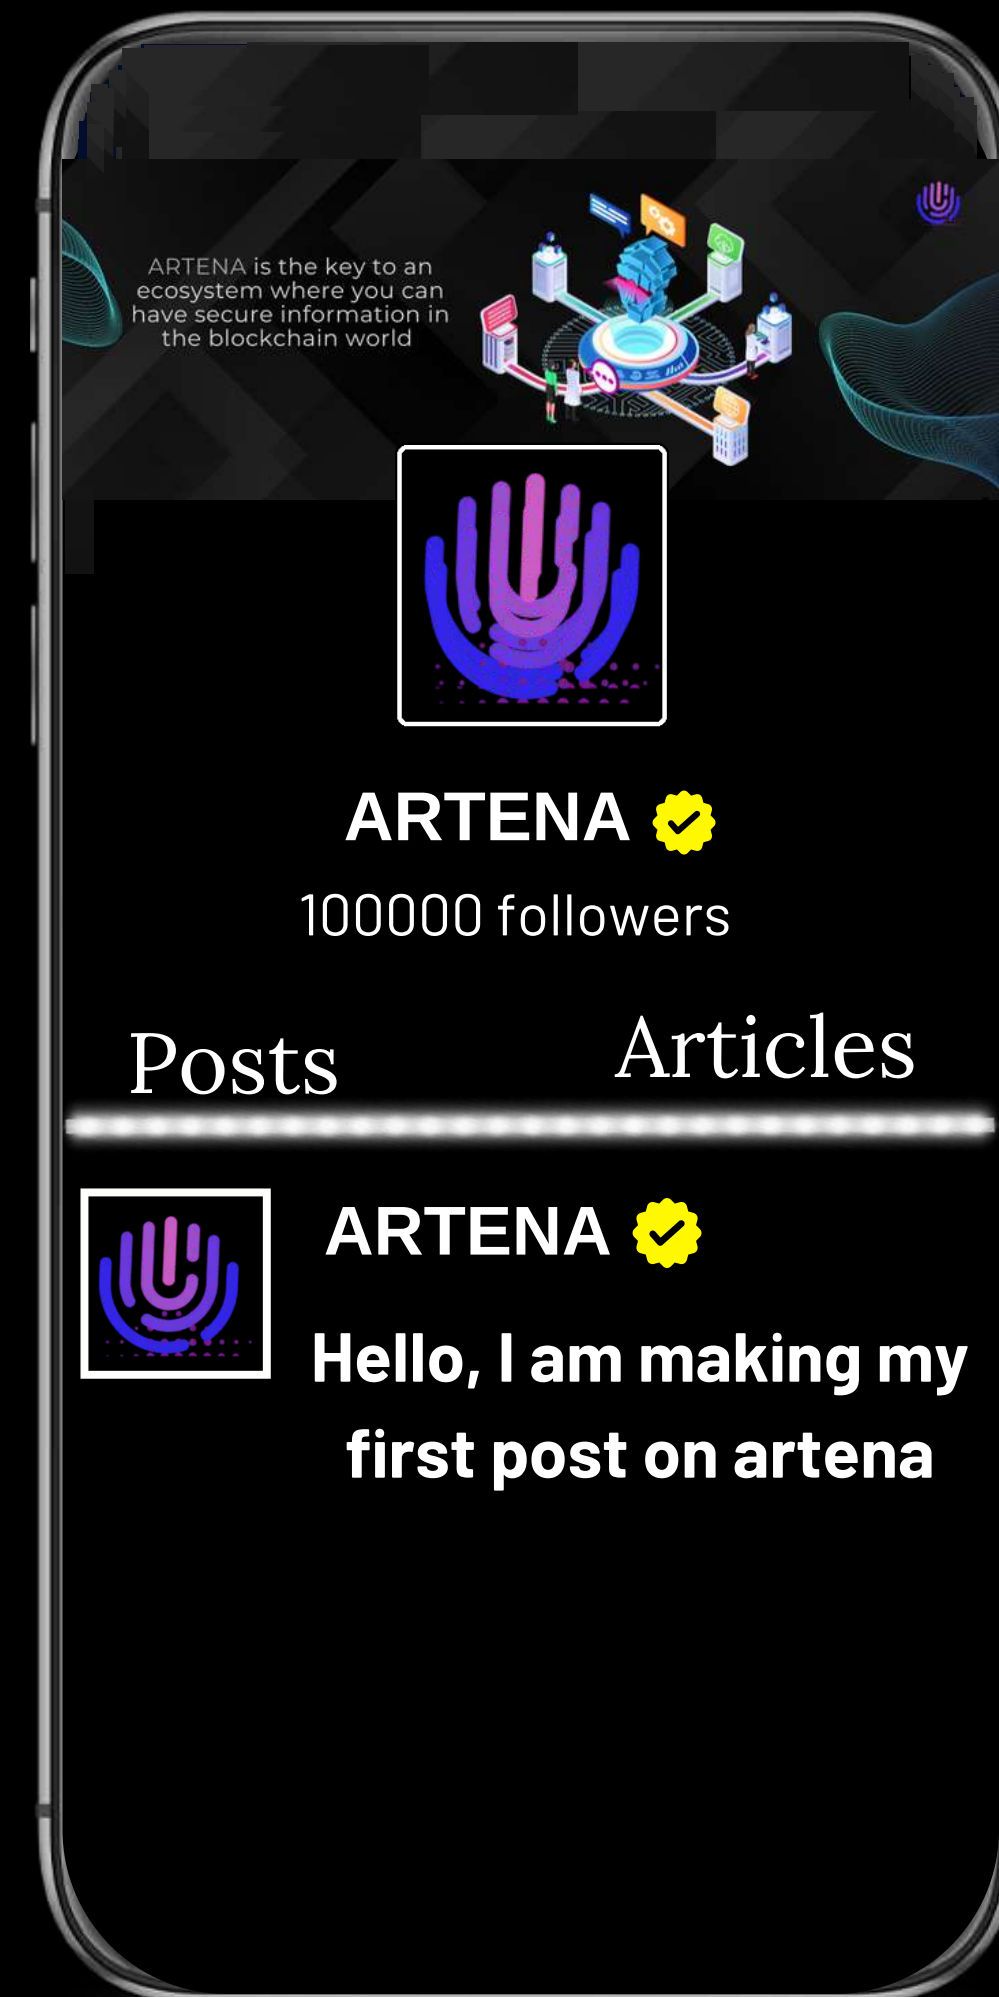 ARTENA is the key to an
ecosystem where you can
have secure information in
the blockchain world
ARTENA
100000 followers
Posts
Articles
ARTENA
Hello, I am making my
first post on artena